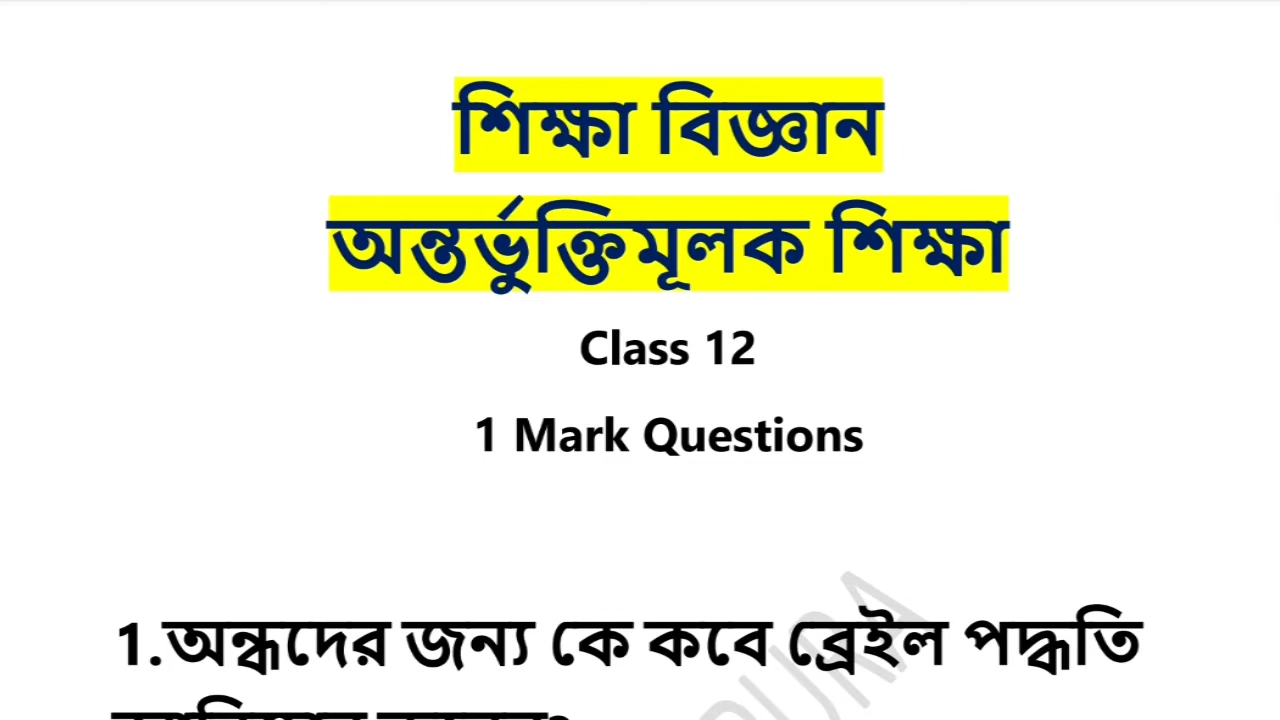 শিক্ষা বিজ্ঞান
অন্তর্ভুক্তিমূলক শিক্ষা
Class 12
1 Mark Questions
1.অন্ধদের জন্য কে কবে ব্রেইল পদ্ধতি